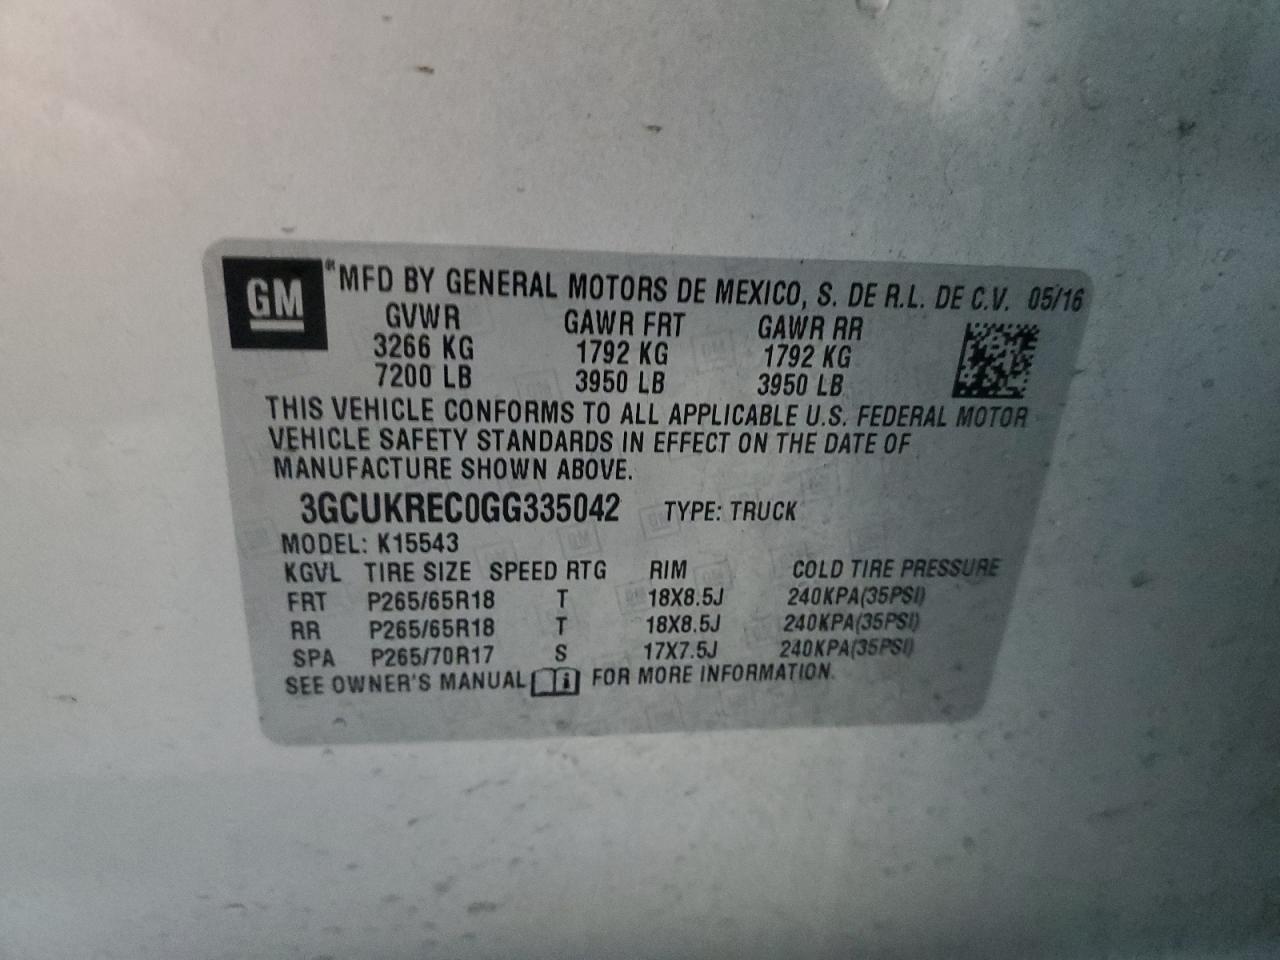 GM ®MFD BY GENERAL MOTORS DE MEXICO, S. DE R.L. DE C.V. 05/16
GVWR GAWR FRT GAWR RR
3266 KG 1792 KG 1792 KG
7200 LB 3950 LB 3950 LB
THIS VEHICLE CONFORMS TO ALL APPLICABLE U.S. FEDERAL MOTOR
VEHICLE SAFETY STANDARDS IN EFFECT ON THE DATE OF
MANUFACTURE SHOWN ABOVE.
3GCUKREC0GG335042 TYPE: TRUCK
MODEL: K15543
KGVL TIRE SIZE SPEED RTG RIM COLD TIRE PRESSURE
FRT P265/65R18 T 18X8.5J 240KPA(35PSI)
RR P265/65R18 T 18X8.5J 240KPA(35PSI)
SPA P265/70R17 S 17X7.5J 240KPA(35PSI)
SEE OWNER'S MANUAL i FOR MORE INFORMATION.